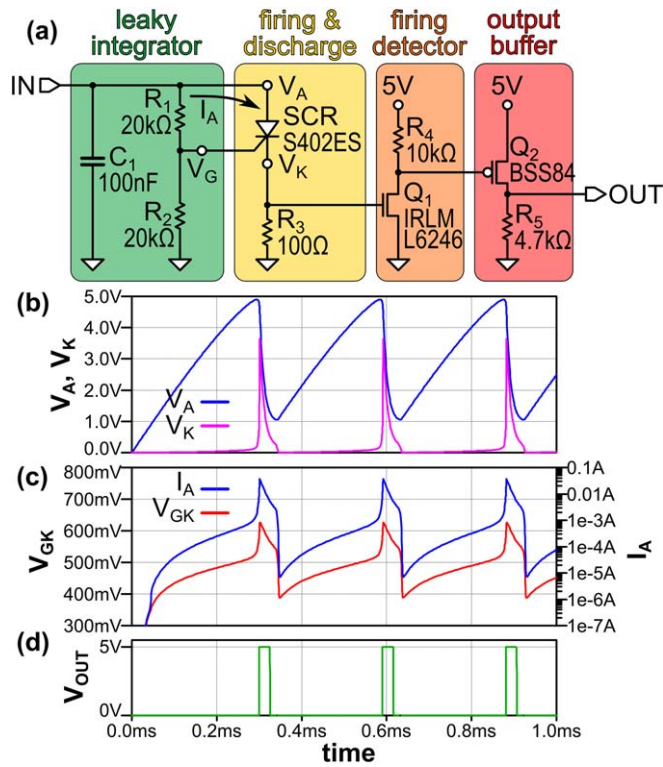 (a)
leaky
integrator
firing &
discharge
firing
detector
output
buffer
IN
R1
20kΩ
IA
VA
SCR
S402ES
C1
100nF
VG
VK
R2
20kΩ
R3
100Ω
5V
R4
10kΩ
Q1
IRLM
L6246
5V
Q2
BSS84
OUT
R5
4.7kΩ
(b)
VA, VK
5.0V
4.0V
3.0V
2.0V
1.0V
0.0V
VA
VK
(c)
VGK
800mV
700mV
600mV
500mV
400mV
300mV
IA
VGK
0.1A
0.01A
1e-3A
1e-4A
1e-5A
1e-6A
1e-7A
IA
(d)
VOUT
5V
0V
0.0ms
0.2ms
0.4ms
0.6ms
0.8ms
1.0ms
time